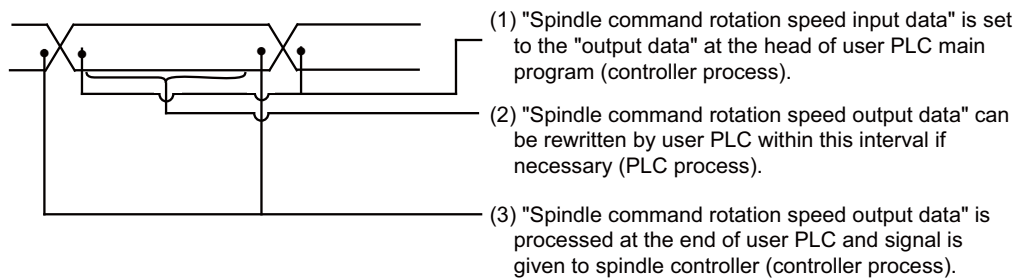 (1) "Spindle command rotation speed input data" is set
to the "output data" at the head of user PLC main
program (controller process).
(2) "Spindle command rotation speed output data" can
be rewritten by user PLC within this interval if
necessary (PLC process).
(3) "Spindle command rotation speed output data" is
processed at the end of user PLC and signal is
given to spindle controller (controller process).